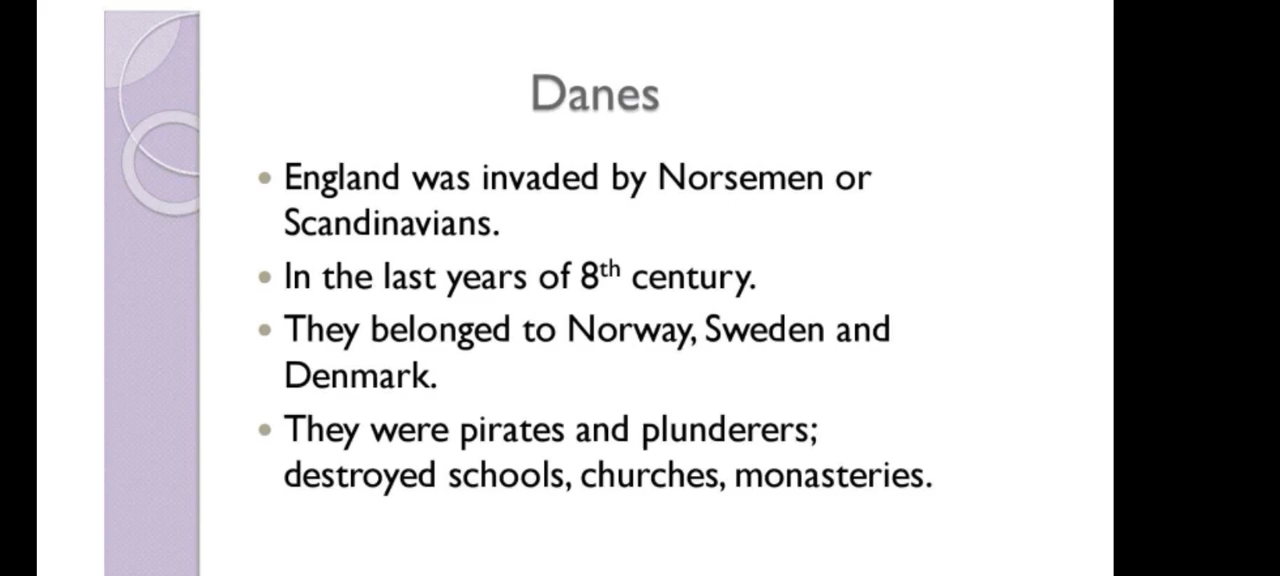 Danes
• England was invaded by Norsemen or
Scandinavians.
• In the last years of 8th century.
• They belonged to Norway, Sweden and
Denmark.
• They were pirates and plunderers;
destroyed schools, churches, monasteries.